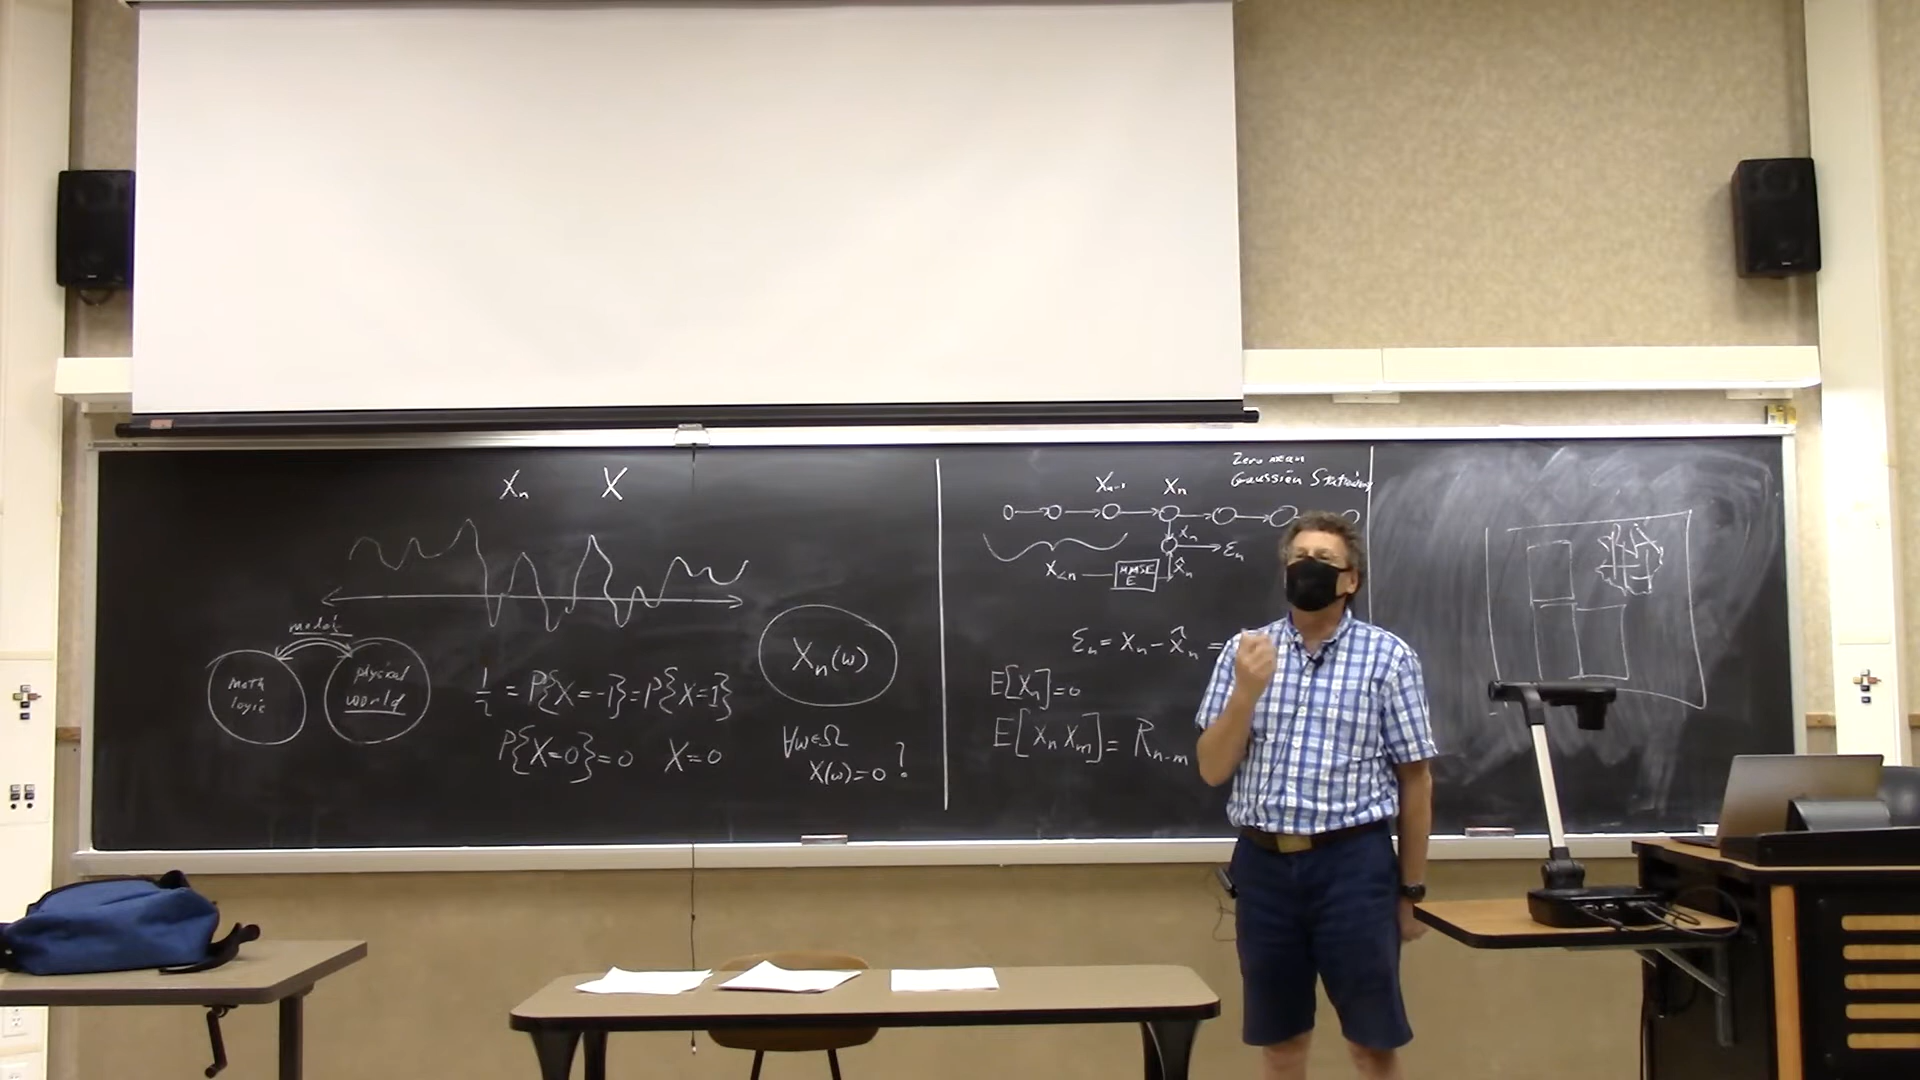 Xₙ X
model
math
logic
physical
world
½ = P{X=-1}=P{X=1}
P{X=0}=0 X=0
Xₙ(ω)
∀ω∈Ω
X(ω)=0 ?
Zero mean
Gaussian
Xₙ₋₁ Xₙ
Xₙ
εₙ
X<ₙ
MMSE
E
X̂ₙ
εₙ = Xₙ - X̂ₙ =
E[Xₙ]=0
E[Xₙ Xₘ] = Rₙ₋ₘ